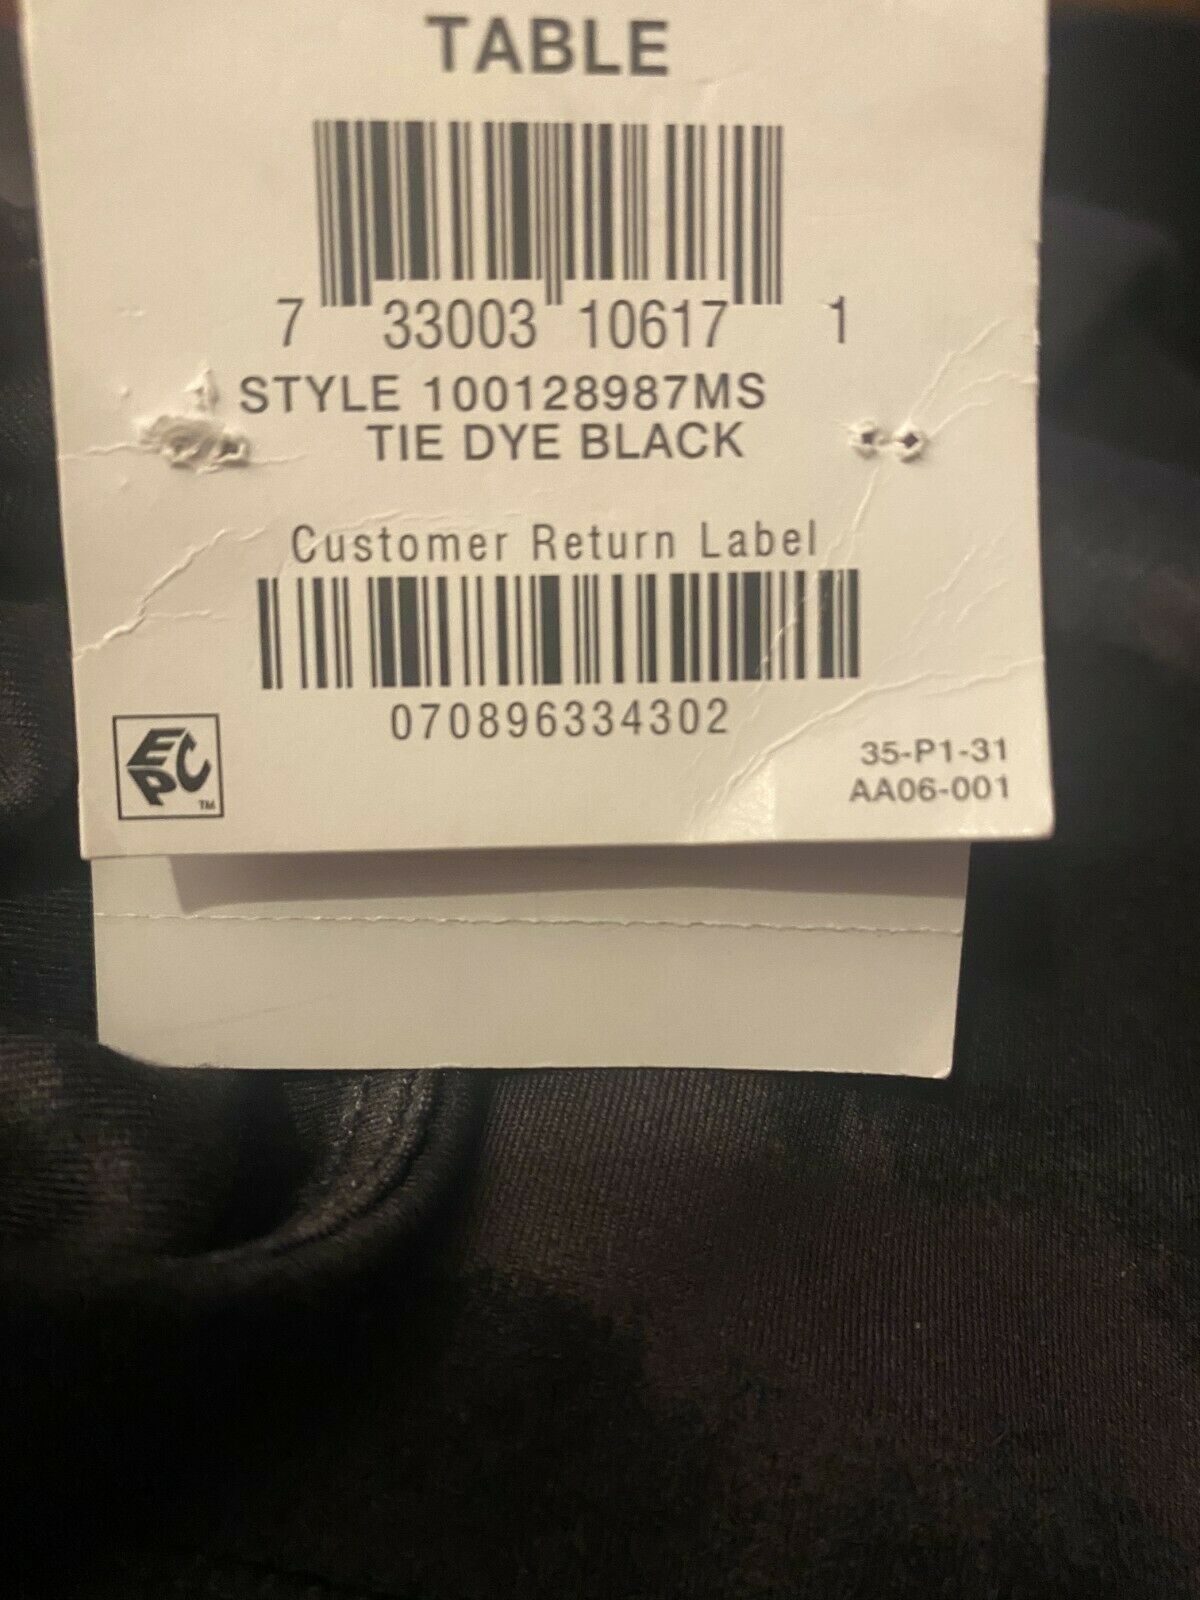 TABLE
7 33003 10617 1
STYLE 100128987MS
TIE DYE BLACK
Customer Return Label
070896334302
EPC
TM
35-P1-31
AA06-001